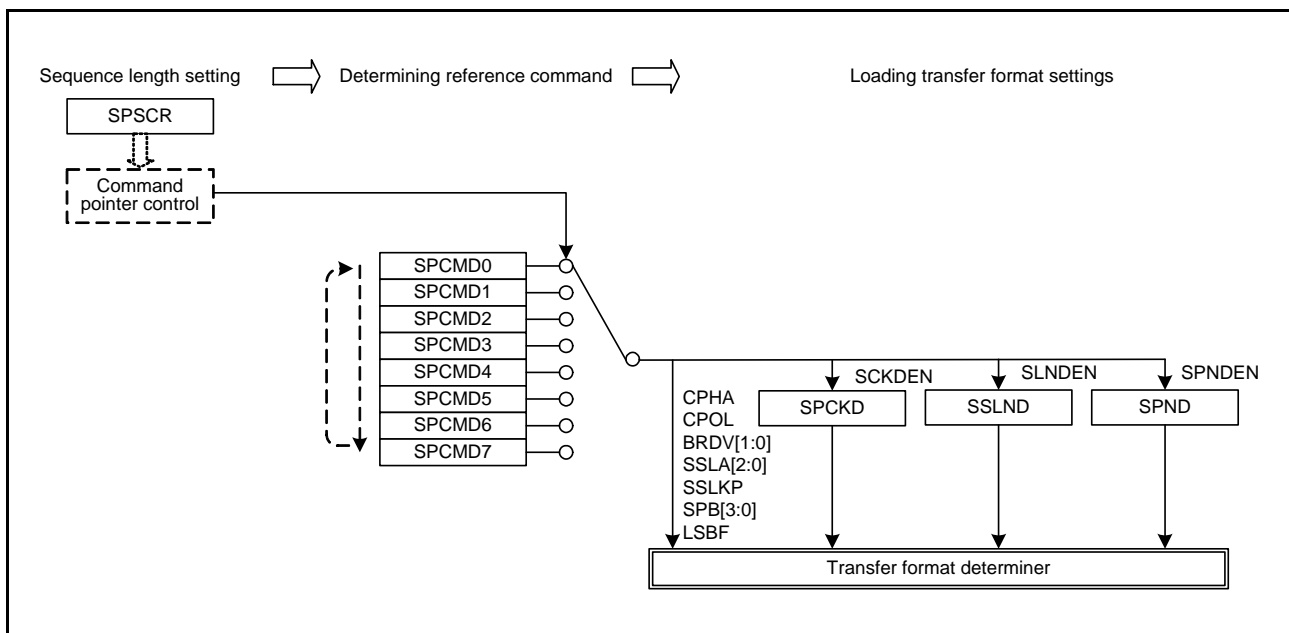 Sequence length setting
Determining reference command
Loading transfer format settings
SPSCR
Command
pointer control
SPCMD0
SPCMD1
SPCMD2
SPCMD3
SPCMD4
SPCMD5
SPCMD6
SPCMD7
CPHA
CPOL
BRDV[1:0]
SSLA[2:0]
SSLKP
SPB[3:0]
LSBF
SCKDEN
SPCKD
SLNDEN
SSLND
SPNDEN
SPND
Transfer format determiner